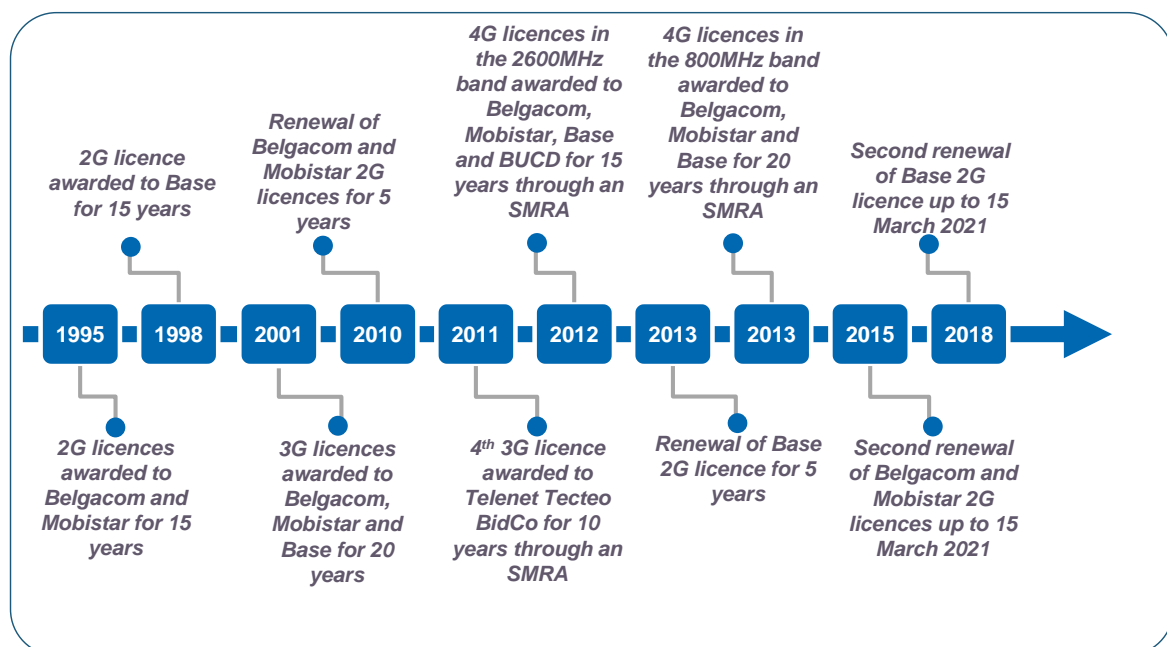 2G licence
awarded to Base
for 15 years
Renewal of
Belgacom and
Mobistar 2G
licences for 5
years
4G licences in
the 2600MHz
band awarded to
Belgacom,
Mobistar, Base
and BUCD for 15
years through an
SMRA
4G licences in
the 800MHz band
awarded to
Belgacom,
Mobistar and
Base for 20
years through an
SMRA
Second renewal
of Base 2G
licence up to 15
March 2021
1995 1998 2001 2010 2011 2012 2013 2013 2015 2018
2G licences
awarded to
Belgacom and
Mobistar for 15
years
3G licences
awarded to
Belgacom,
Mobistar and
Base for 20
years
4th 3G licence
awarded to
Telenet Tecteo
BidCo for 10
years through an
SMRA
Renewal of Base
2G licence for 5
years
Second renewal
of Belgacom and
Mobistar 2G
licences up to 15
March 2021